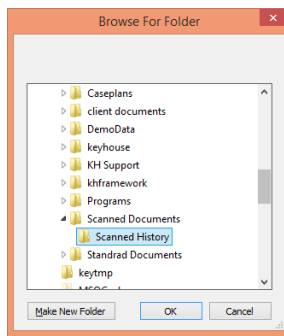 Browse For Folder
Caseplans
client documents
DemoData
keyhouse
KH Support
khframework
Programs
Scanned Documents
Scanned History
Standrad Documents
keytmp
Make New Folder
OK
Cancel